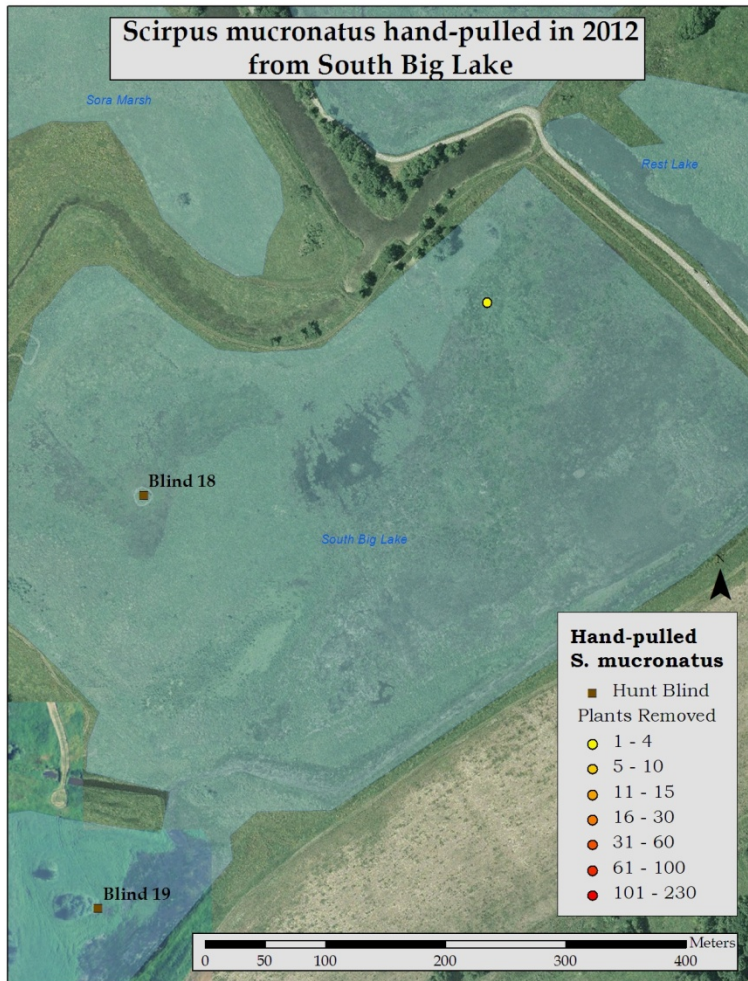 Scirpus mucronatus hand-pulled in 2012
from South Big Lake
Sora Marsh
Rest Lake
Blind 18
South Big Lake
N
Hand-pulled
S. mucronatus
Hunt Blind
Plants Removed
1 - 4
5 - 10
11 - 15
16 - 30
31 - 60
61 - 100
101 - 230
Blind 19
Meters
0 50 100 200 300 400